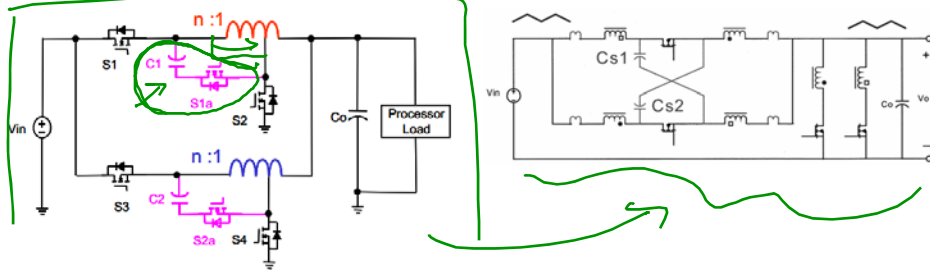 n :1
S1
C1
S1a
S2
Vin
Co
Processor
Load
n :1
S3
C2
S2a
S4
Cs1
Vin
Cs2
Co
+
Vo
−